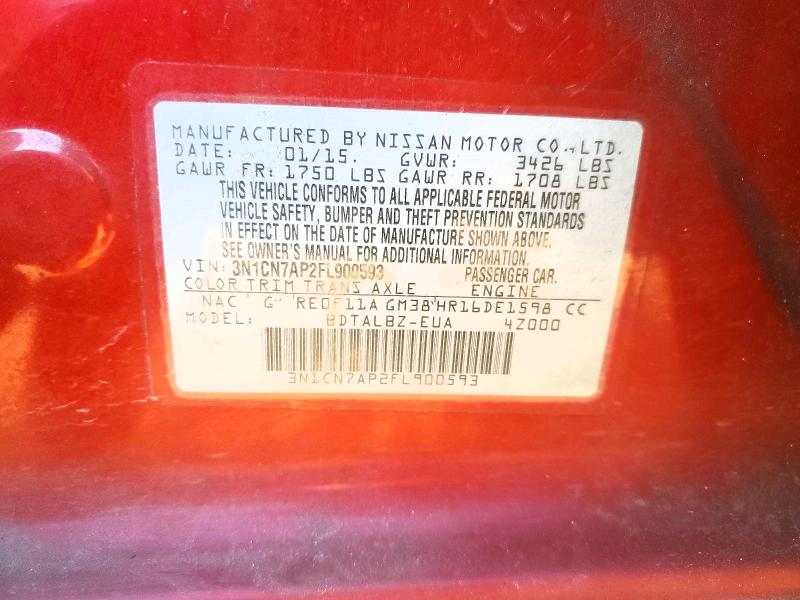 MANUFACTURED BY NISSAN MOTOR CO., LTD.
DATE: 01/15. GVWR: 3426 LBS
GAWR FR: 1750 LBS GAWR RR: 1708 LBS
THIS VEHICLE CONFORMS TO ALL APPLICABLE FEDERAL MOTOR
VEHICLE SAFETY, BUMPER AND THEFT PREVENTION STANDARDS
IN EFFECT ON THE DATE OF MANUFACTURE SHOWN ABOVE.
SEE OWNER'S MANUAL FOR ADDITIONAL INFORMATION.
VIN: 3N1CN7AP2FL900593 PASSENGER CAR.
COLOR TRIM TRANS AXLE ENGINE
NAC G RE0F11A GM38 HR16DE1598 CC
MODEL: BDTALBZ-EUA 4Z000
3N1CN7AP2FL900593